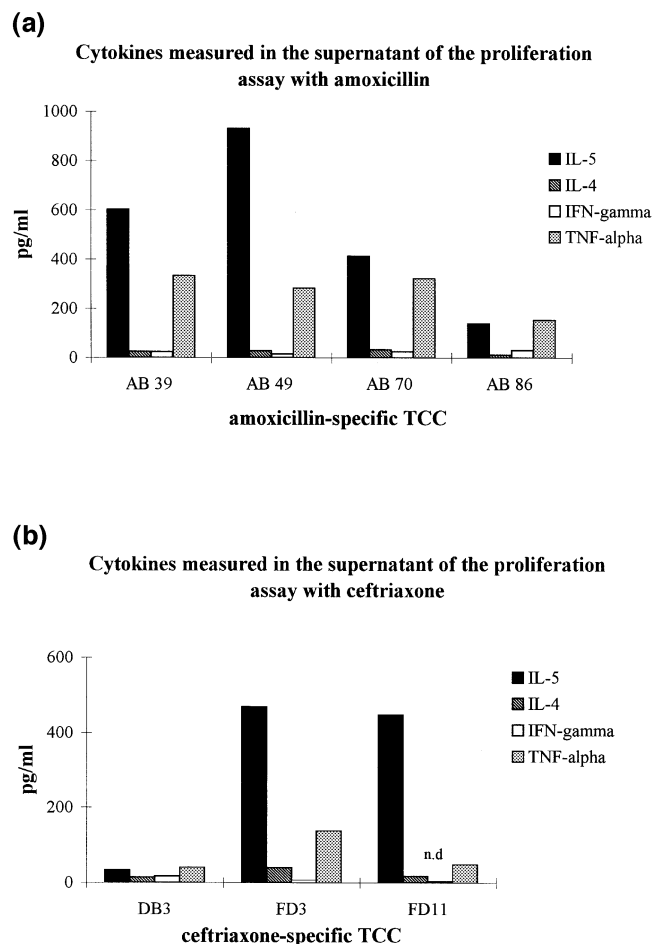 (a)
Cytokines measured in the supernatant of the proliferation
assay with amoxicillin
1000
800
600
400
200
0
pg/ml
IL-5
IL-4
IFN-gamma
TNF-alpha
AB 39
AB 49
AB 70
AB 86
amoxicillin-specific TCC
(b)
Cytokines measured in the supernatant of the proliferation
assay with ceftriaxone
600
400
200
0
pg/ml
IL-5
IL-4
IFN-gamma
TNF-alpha
n.d
DB3
FD3
FD11
ceftriaxone-specific TCC